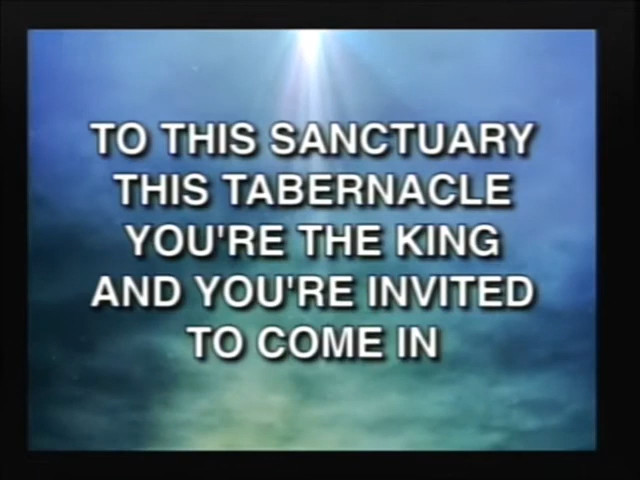 TO THIS SANCTUARY
THIS TABERNACLE
YOU'RE THE KING
AND YOU'RE INVITED
TO COME IN